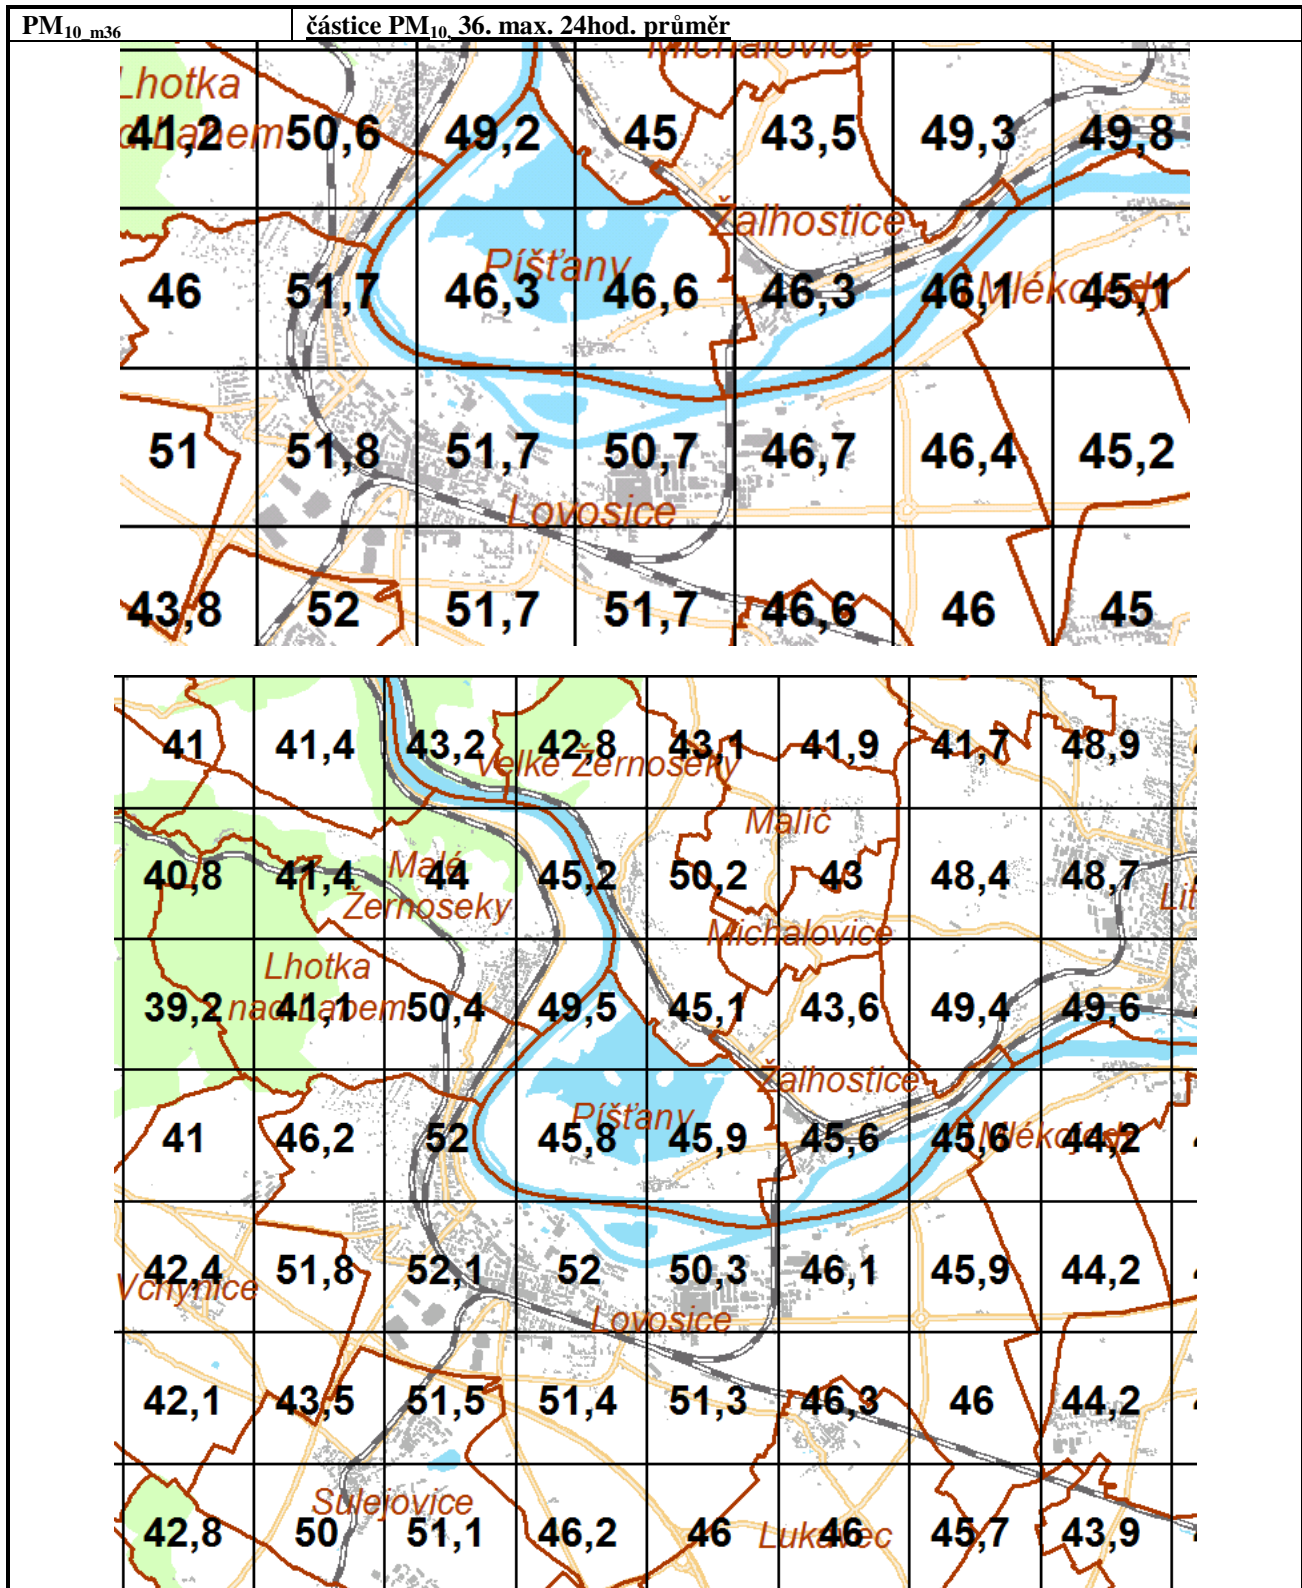 PM10_m36 částice PM10, 36. max. 24hod. průměr
Michalovice
Lhotka
41,2 50,6 49,2 45 43,5 49,3 49,8
Žalhostice
Píšťany
46 51,7 46,3 46,6 46,3 46,1 Mlékojedy 45,1
51 51,8 51,7 50,7 46,7 46,4 45,2
Lovosice
43,8 52 51,7 51,7 46,6 46 45
41 41,4 43,2 42,8 43,1 41,9 41,7 48,9
Velké Žernoseky
Malíč
Malé
40,8 41,4 44 45,2 50,2 43 48,4 48,7
Žernoseky
Lit
Michalovice
Lhotka
nad Labem
39,2 41,1 50,4 49,5 45,1 43,6 49,4 49,6
Žalhostice
Píšťany
41 46,2 52 45,8 45,9 45,6 45,6 Mlékojedy 44,2
42,4 51,8 52,1 52 50,3 46,1 45,9 44,2
Vchynice
Lovosice
42,1 43,5 51,5 51,4 51,3 46,3 46 44,2
Sulejovice
42,8 50 51,1 46,2 46 Lukavec 46 45,7 43,9